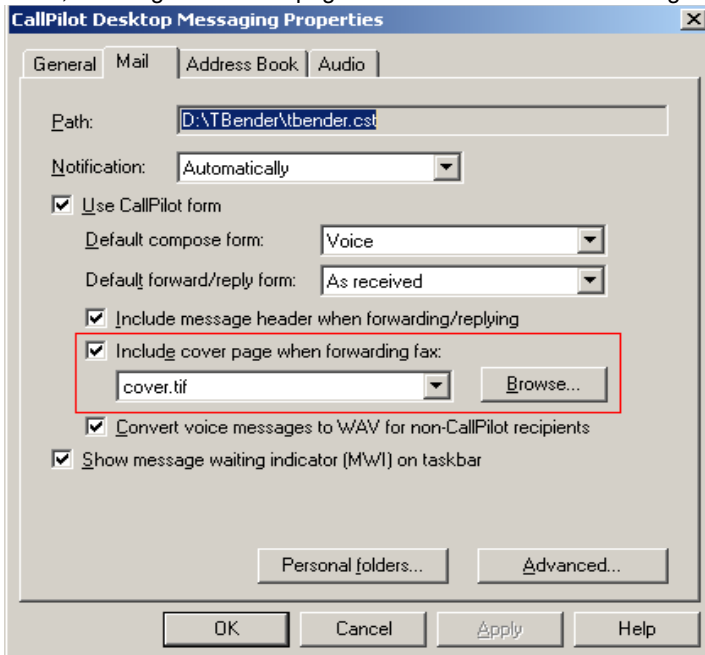 CallPilot Desktop Messaging Properties
General Mail Address Book Audio
Path: D:\TBender\tbender.cst
Notification: Automatically
Use CallPilot form
Default compose form: Voice
Default forward/reply form: As received
Include message header when forwarding/replying
Include cover page when forwarding fax:
cover.tif Browse...
Convert voice messages to WAV for non-CallPilot recipients
Show message waiting indicator (MWI) on taskbar
Personal folders... Advanced...
OK Cancel Apply Help